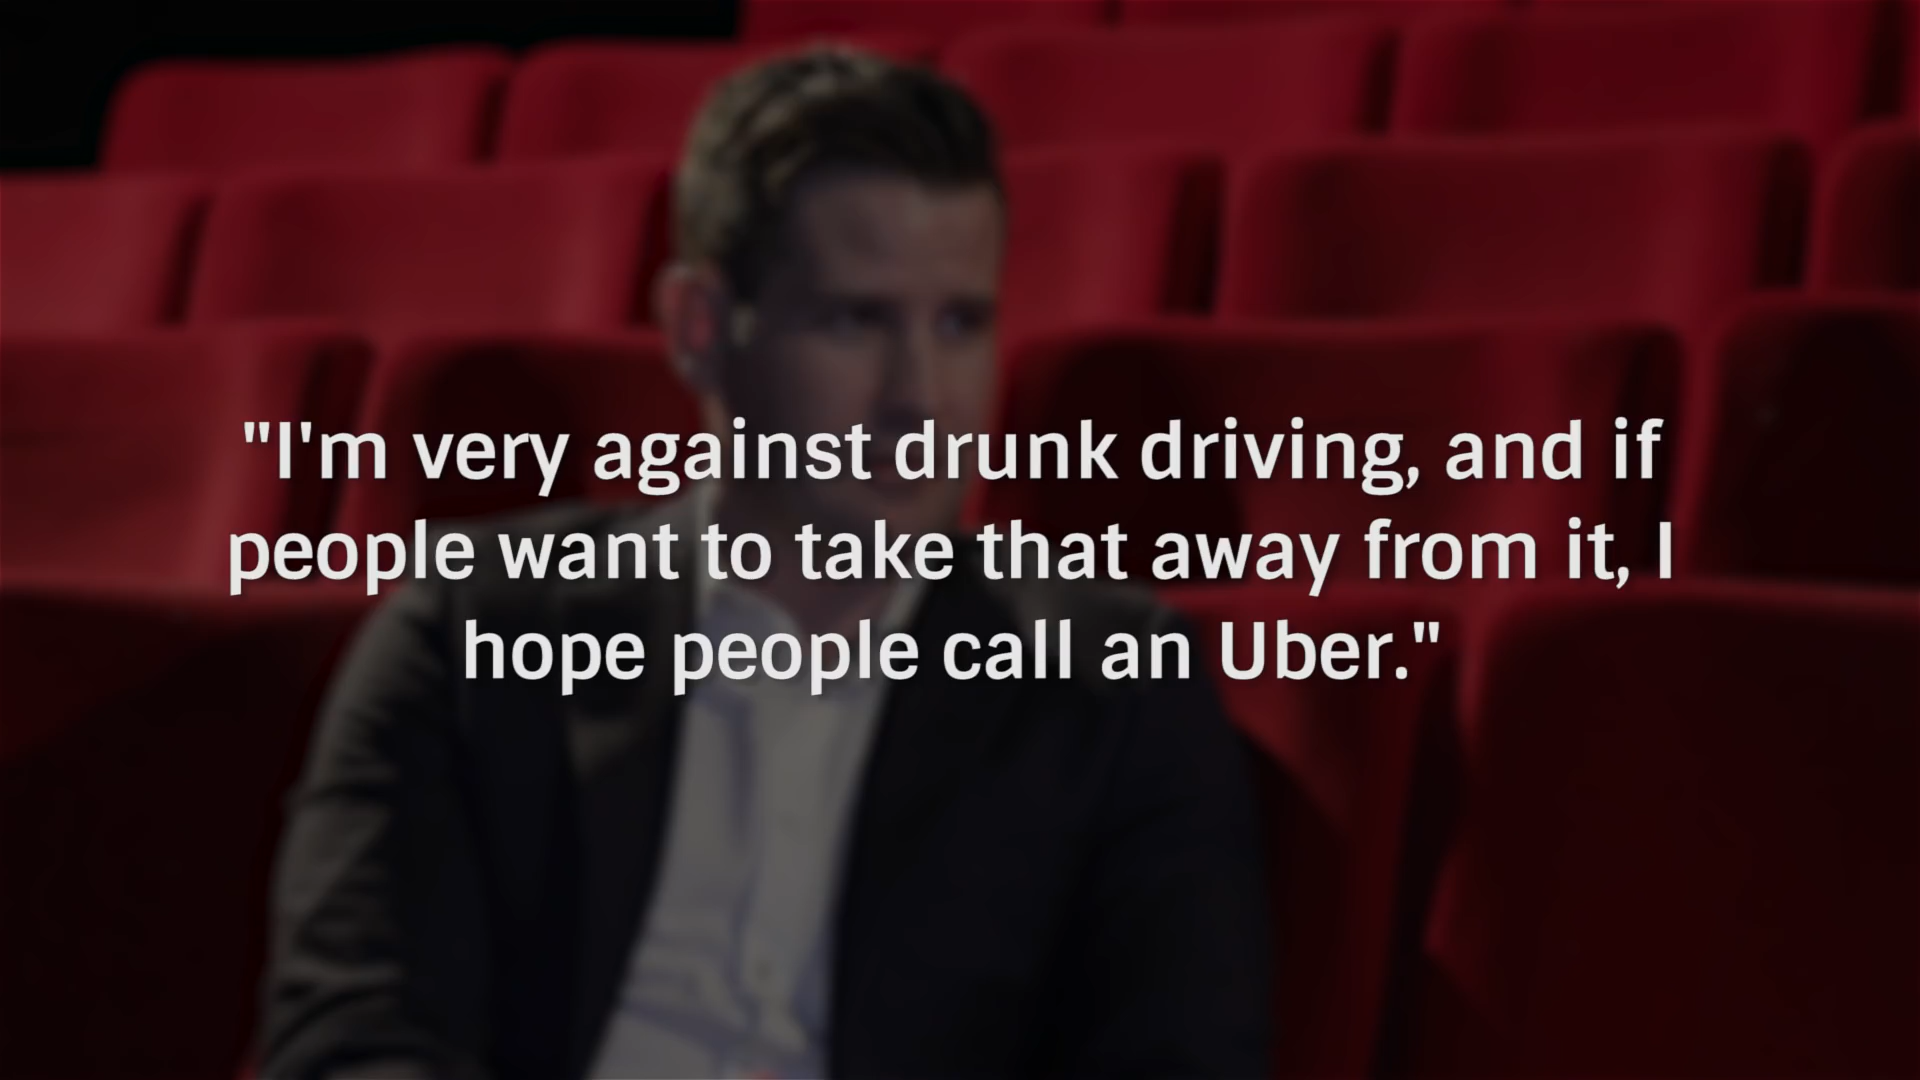 "I'm very against drunk driving, and if
people want to take that away from it, I
hope people call an Uber."